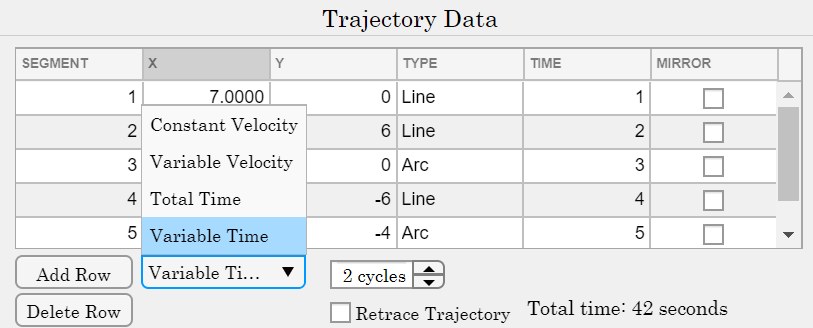 Trajectory Data
SEGMENT X Y TYPE TIME MIRROR
1 7.0000 0 Line 1
2 6 Line 2
3 0 Arc 3
4 -6 Line 4
5 -4 Arc 5
Constant Velocity
Variable Velocity
Total Time
Variable Time
Add Row Variable Ti... 2 cycles
Delete Row Retrace Trajectory Total time: 42 seconds